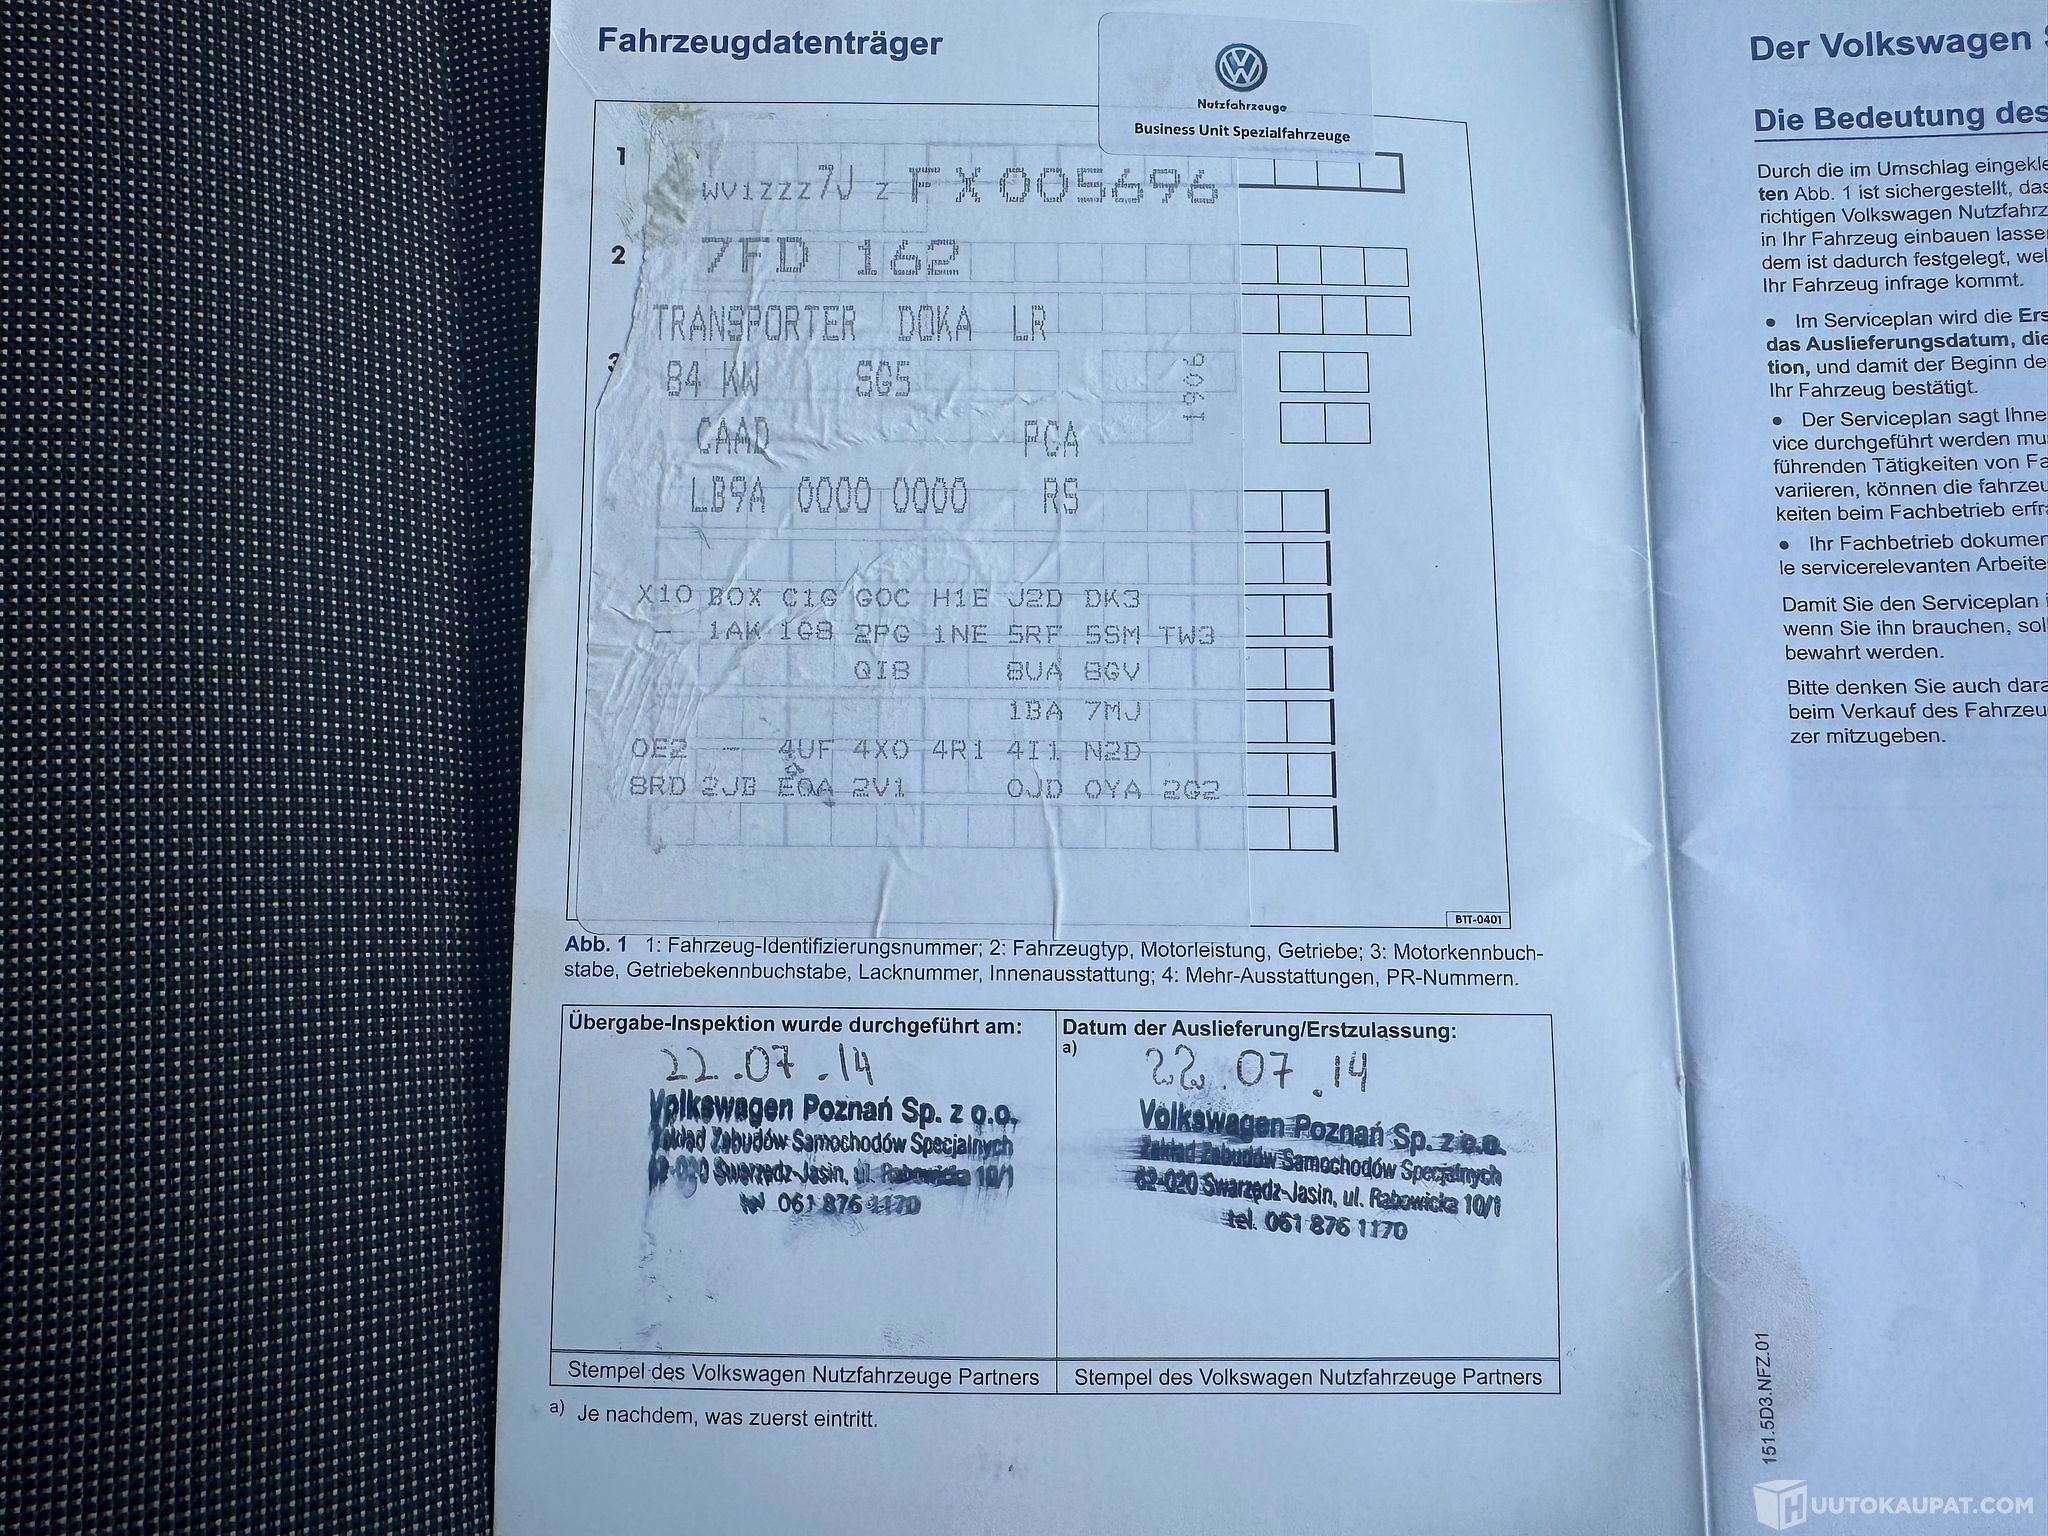 Fahrzeugdatenträger
Nutzfahrzeuge
Business Unit Spezialfahrzeuge
1
WV1ZZZ7J Z FX005696
2
7FD 162
TRANSPORTER DOKA LR
3
84 KW SG5
1906
CAAD PGA
LB9A 0000 0000 RS
X10 B0X C1G G0C H1E J2D DK3
- 1AK 1G8 2PG 1NE 5RF 5SM TW3
QI8 8UA 8GV
1BA 7MJ
0E2 - 4UF 4X0 4R1 4I1 N2D
8RD 2JB E0A 2V1 0JD 0YA 2G2
BTT-0401
Abb. 1 1: Fahrzeug-Identifizierungsnummer; 2: Fahrzeugtyp, Motorleistung, Getriebe; 3: Motorkennbuch-
stabe, Getriebekennbuchstabe, Lacknummer, Innenausstattung; 4: Mehr-Ausstattungen, PR-Nummern.
Übergabe-Inspektion wurde durchgeführt am:
22.07.14
Volkswagen Poznań Sp. z o.o.
Zakład Zabudów Samochodów Specjalnych
62-020 Swarzędz-Jasin, ul. Rabowicka 10/1
tel 061 876 1170
Stempel des Volkswagen Nutzfahrzeuge Partners
Datum der Auslieferung/Erstzulassung:
a)
22.07.14
Volkswagen Poznań Sp. z o.o.
Zakład Zabudów Samochodów Specjalnych
62-020 Swarzędz-Jasin, ul. Rabowicka 10/1
tel. 061 876 1170
Stempel des Volkswagen Nutzfahrzeuge Partners
a) Je nachdem, was zuerst eintritt.
Der Volkswagen
Die Bedeutung des
Durch die im Umschlag eingekle
ten Abb. 1 ist sichergestellt, das
richtigen Volkswagen Nutzfahrz
in Ihr Fahrzeug einbauen lasse
dem ist dadurch festgelegt, wel
Ihr Fahrzeug infrage kommt.
• Im Serviceplan wird die Ers
das Auslieferungsdatum, die
tion, und damit der Beginn de
Ihr Fahrzeug bestätigt.
• Der Serviceplan sagt Ihne
vice durchgeführt werden mu
führenden Tätigkeiten von Fa
variieren, können die fahrzeu
keiten beim Fachbetrieb erfr
• Ihr Fachbetrieb dokumen
le servicerelevanten Arbeite
Damit Sie den Serviceplan i
wenn Sie ihn brauchen, sol
bewahrt werden.
Bitte denken Sie auch dara
beim Verkauf des Fahrzeu
zer mitzugeben.
151.5D3.NFZ.01
HUUTOKAUPAT.COM